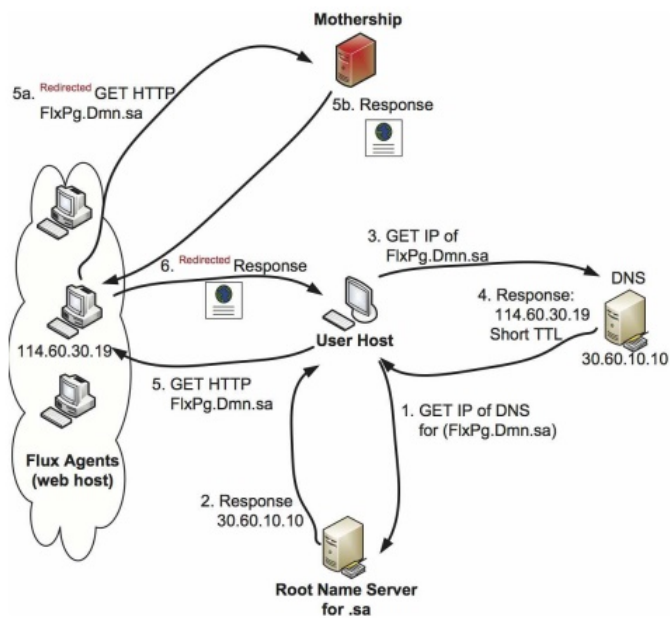 Mothership
5a. Redirected GET HTTP
FlxPg.Dmn.sa
5b. Response
3. GET IP of
FlxPg.Dmn.sa
6. Redirected Response
DNS
4. Response:
114.60.30.19
Short TTL
30.60.10.10
User Host
114.60.30.19
5. GET HTTP
FlxPg.Dmn.sa
1. GET IP of DNS
for (FlxPg.Dmn.sa)
Flux Agents
(web host)
2. Response
30.60.10.10
Root Name Server
for .sa